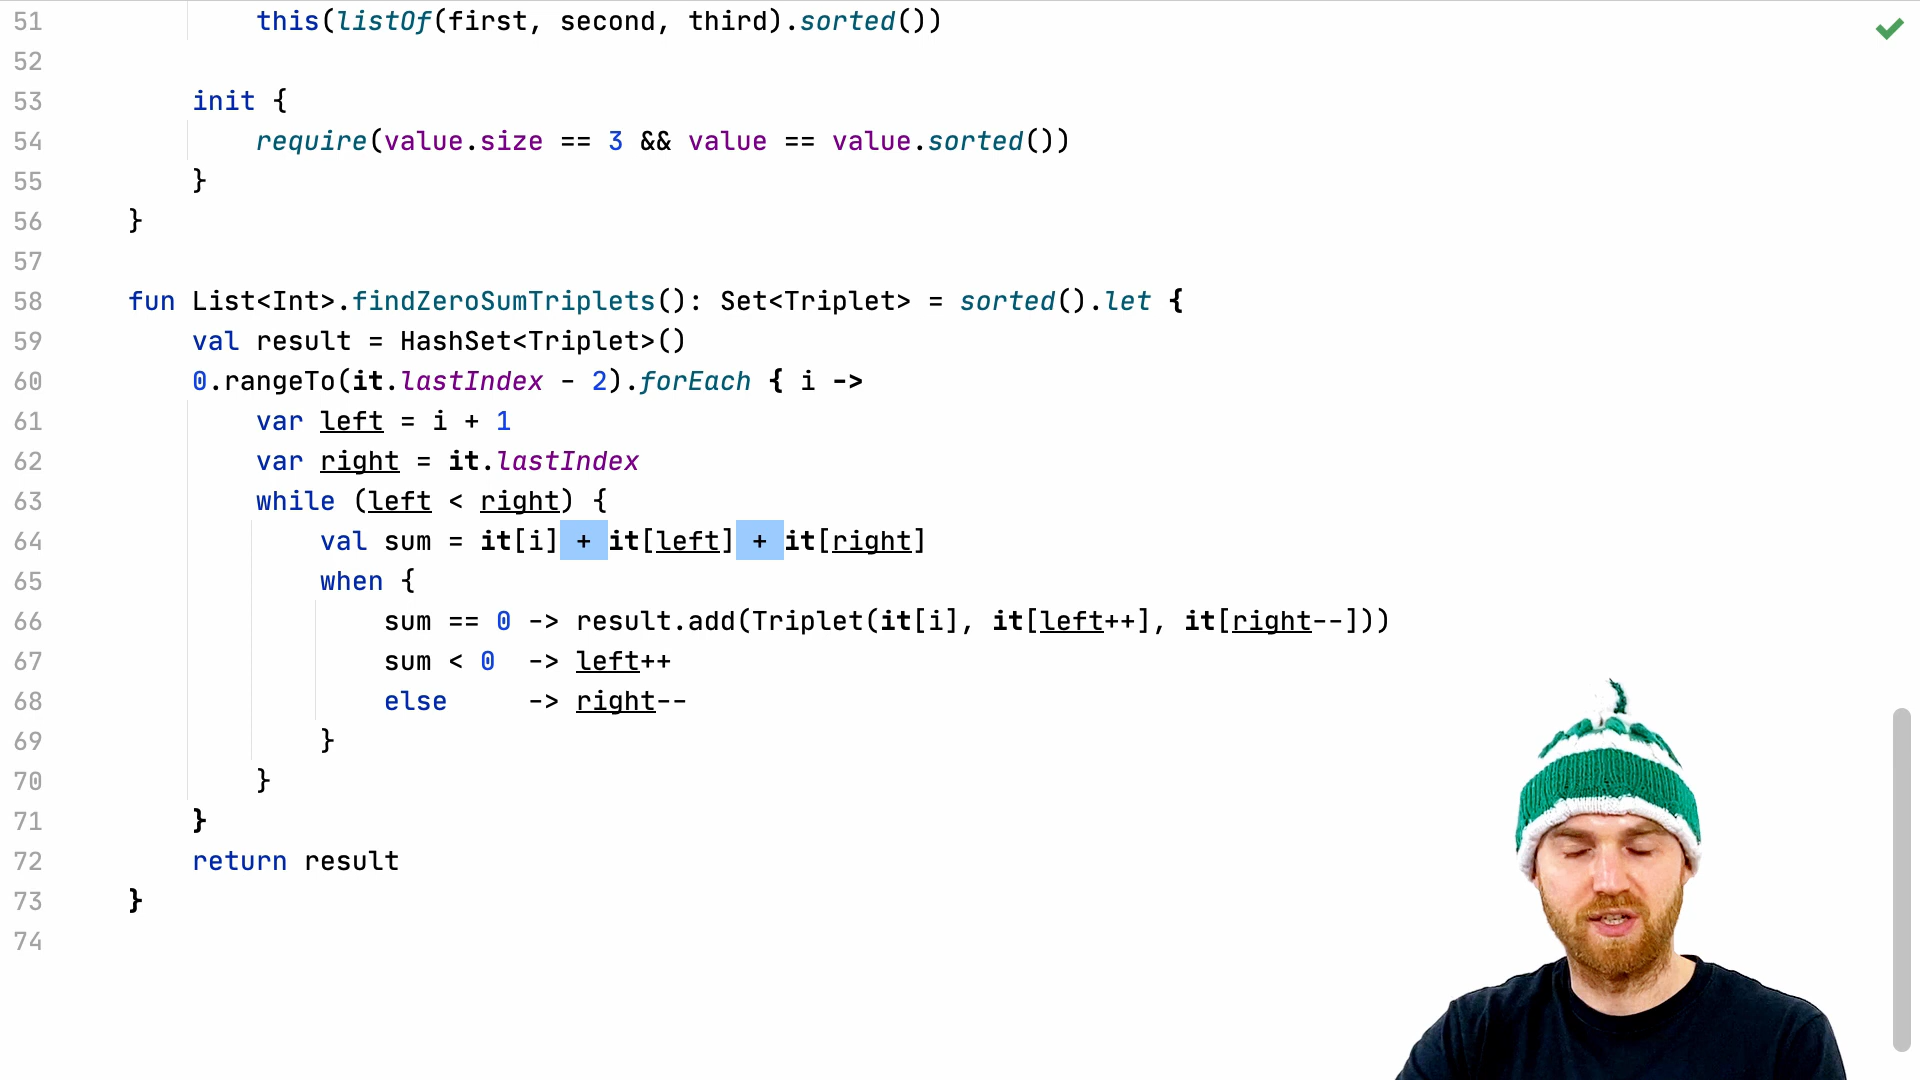 51 this(listOf(first, second, third).sorted())
52
53 init {
54 require(value.size == 3 && value == value.sorted())
55 }
56 }
57
58 fun List<Int>.findZeroSumTriplets(): Set<Triplet> = sorted().let {
59 val result = HashSet<Triplet>()
60 0.rangeTo(it.lastIndex - 2).forEach { i ->
61 var left = i + 1
62 var right = it.lastIndex
63 while (left < right) {
64 val sum = it[i] + it[left] + it[right]
65 when {
66 sum == 0 -> result.add(Triplet(it[i], it[left++], it[right--]))
67 sum < 0  -> left++
68 else     -> right--
69 }
70 }
71 }
72 return result
73 }
74